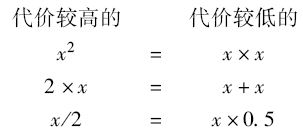 代价较高的 代价较低的
x² = x × x
2 × x = x + x
x/2 = x × 0.5